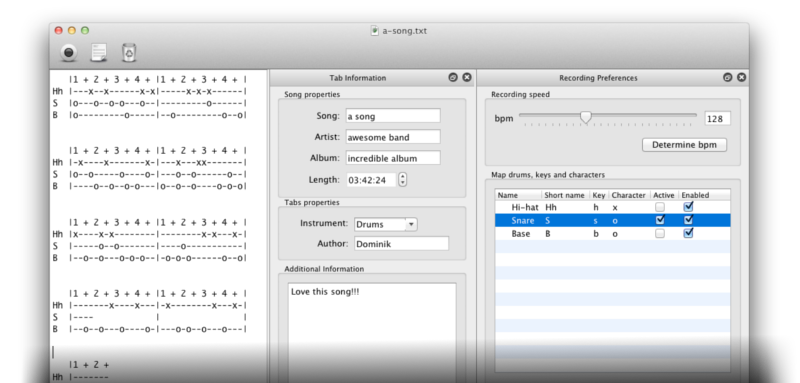 a-song.txt
|1 + 2 + 3 + 4 + |1 + 2 + 3 + 4 + |
Hh |---x--x------x-x|-----x-x-x------|
S |o---o--o-o---o--|--------o------|
B |o---------o-----|--o---------o--o|
|1 + 2 + 3 + 4 + |1 + 2 + 3 + 4 + |
Hh |-x----x-------x-|---x---xx-------|
S |o--o-----o----o-|---o------o-----|
B |----o--o--o-o---|o--o--o----o-o-o|
|1 + 2 + 3 + 4 + |1 + 2 + 3 + 4 + |
Hh |x----x-x--------|------x-x---x-|
S |-----o--o-------|----o-----------|
B |--o--o---o-o-o--|-o-o-o-----o--o|
|1 + 2 + 3 + 4 + |1 + 2 + 3 + 4 + |
Hh |-------x----x---|-x-------x---x-|
S |---- | |
B |--o--o---o----o-|--o-o--o--o---|
|1 + 2 +
Hh |-------
Tab Information
Song properties
Song: a song
Artist: awesome band
Album: incredible album
Length: 03:42:24
Tabs properties
Instrument: Drums
Author: Dominik
Additional Information
Love this song!!!
Recording Preferences
Recording speed
bpm 128
Determine bpm
Map drums, keys and characters
Name Short name Key Character Active Enabled
Hi-hat Hh h x
Snare S s o
Base B b o